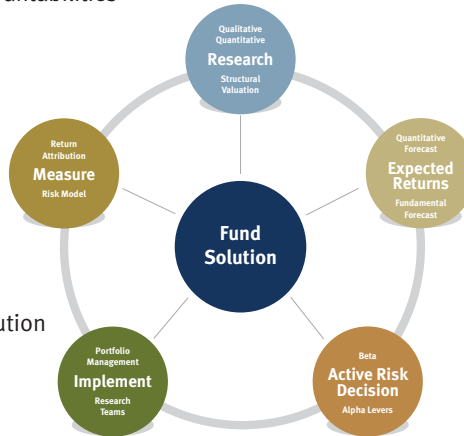 Qualitative
Quantitative
Research
Structural
Valuation
Return
Attribution
Measure
Risk Model
Quantitative
Forecast
Expected
Returns
Fundamental
Forecast
Fund
Solution
Portfolio
Management
Implement
Research
Teams
Beta
Active Risk
Decision
Alpha Levers